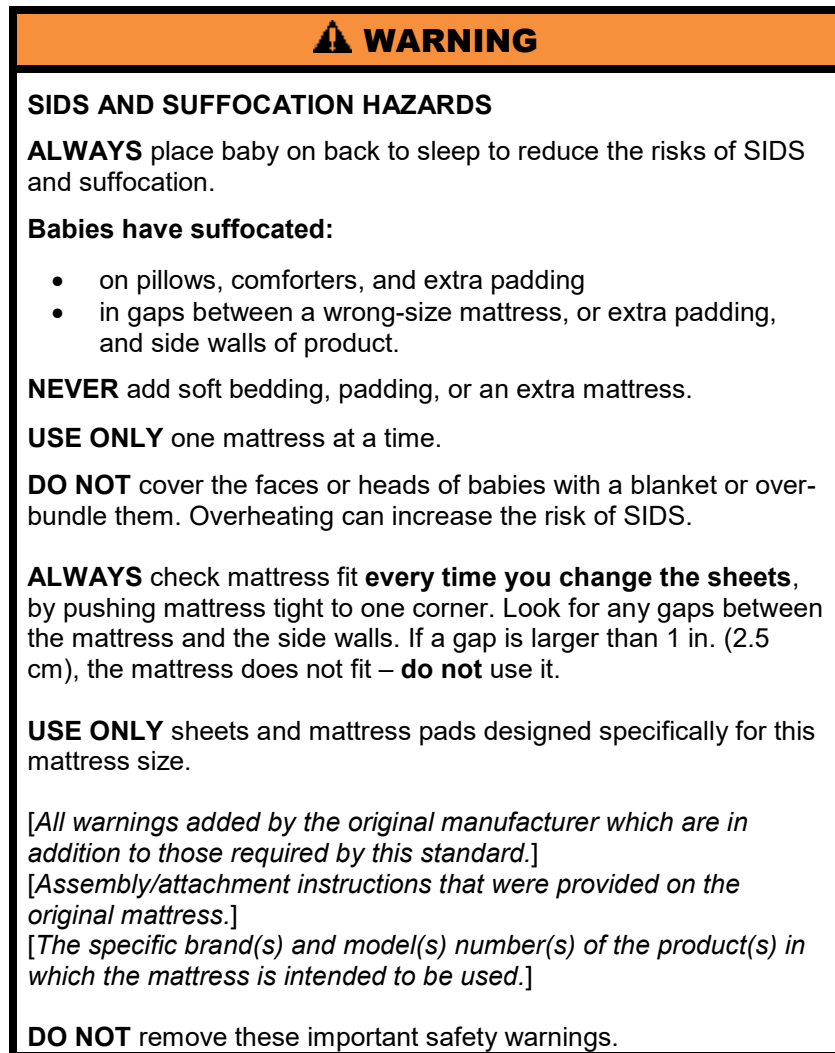 ⚠ WARNING
SIDS AND SUFFOCATION HAZARDS
ALWAYS place baby on back to sleep to reduce the risks of SIDS
and suffocation.
Babies have suffocated:
• on pillows, comforters, and extra padding
• in gaps between a wrong-size mattress, or extra padding,
and side walls of product.
NEVER add soft bedding, padding, or an extra mattress.
USE ONLY one mattress at a time.
DO NOT cover the faces or heads of babies with a blanket or over-
bundle them. Overheating can increase the risk of SIDS.
ALWAYS check mattress fit every time you change the sheets,
by pushing mattress tight to one corner. Look for any gaps between
the mattress and the side walls. If a gap is larger than 1 in. (2.5
cm), the mattress does not fit – do not use it.
USE ONLY sheets and mattress pads designed specifically for this
mattress size.
[All warnings added by the original manufacturer which are in
addition to those required by this standard.]
[Assembly/attachment instructions that were provided on the
original mattress.]
[The specific brand(s) and model(s) number(s) of the product(s) in
which the mattress is intended to be used.]
DO NOT remove these important safety warnings.